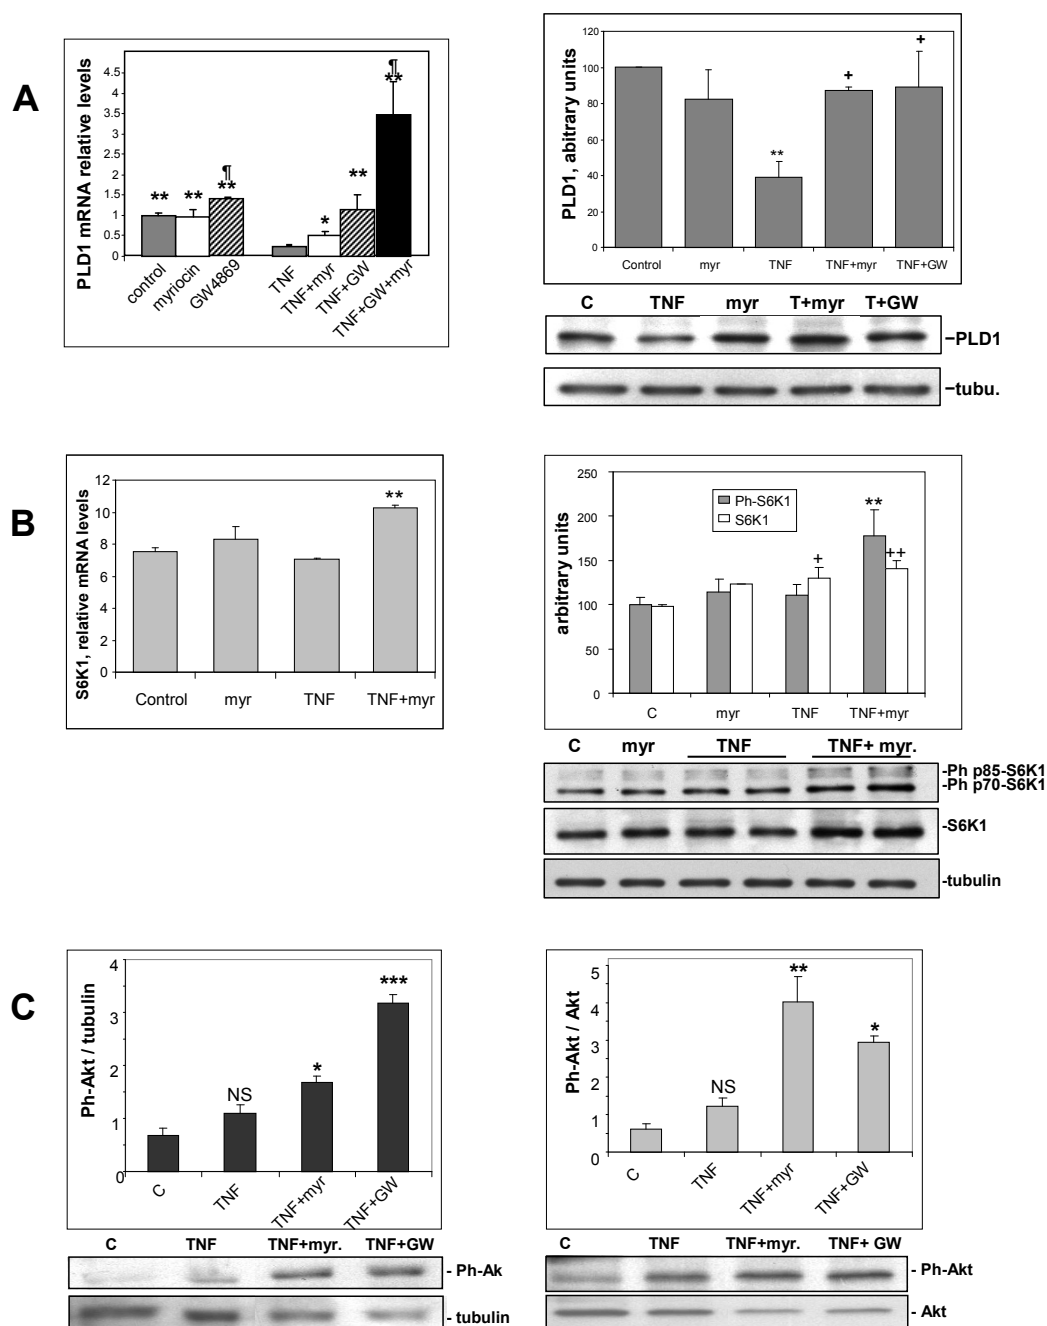 A
PLD1 mRNA relative levels
4.5
4
3.5
3
2.5
2
1.5
1
0.5
0
** ** ¶ ** * ** ¶ **
control myriocin GW4869 TNF TNF+myr TNF+GW TNF+GW+myr
PLD1, abitrary units
120
100
80
60
40
20
0
** + +
Control myr TNF TNF+myr TNF+GW
C TNF myr T+myr T+GW
–PLD1
–tubu.
B
S6K1, relative mRNA levels
12
10
8
6
4
2
0
**
Control myr TNF TNF+myr
arbitrary units
250
200
150
100
50
0
Ph-S6K1
S6K1
+ ** ++
C myr TNF TNF+myr
C myr TNF TNF+ myr.
-Ph p85-S6K1
-Ph p70-S6K1
-S6K1
-tubulin
C
Ph-Akt / tubulin
4
3
2
1
0
NS * ***
C TNF TNF+myr TNF+GW
C TNF TNF+myr. TNF+GW
- Ph-Ak
- tubulin
Ph-Akt / Akt
5
4
3
2
1
0
NS ** *
C TNF TNF+myr TNF+GW
C TNF TNF+myr. TNF+ GW
- Ph-Akt
- Akt